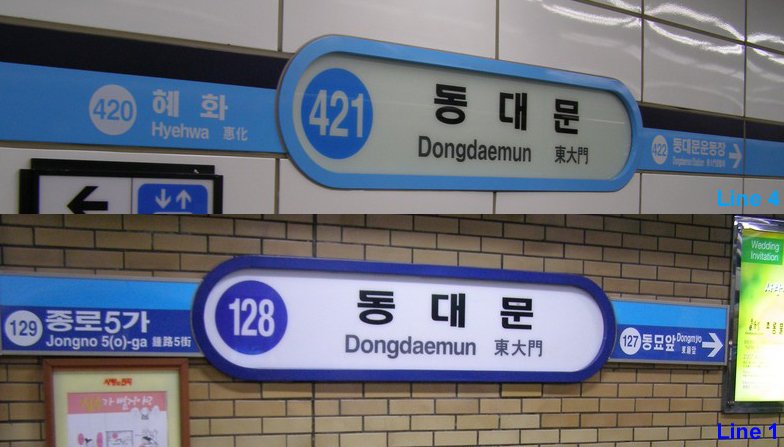 420 혜화
Hyehwa 惠化
421 동대문
Dongdaemun 東大門
422 동대문운동장
Line 4
129 종로5가
Jongno 5(o)-ga 鍾路5街
128 동대문
Dongdaemun 東大門
127 동묘앞 Dongmyo
Wedding
Invitation
Line 1